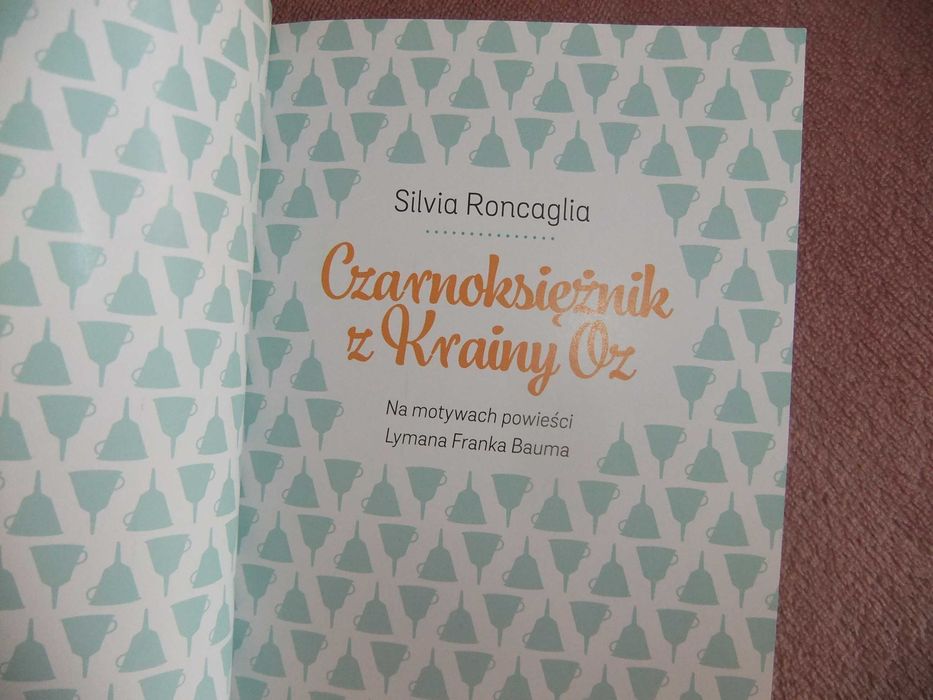 Silvia Roncaglia
Czarnoksiężnik
z Krainy Oz
Na motywach powieści
Lymana Franka Bauma